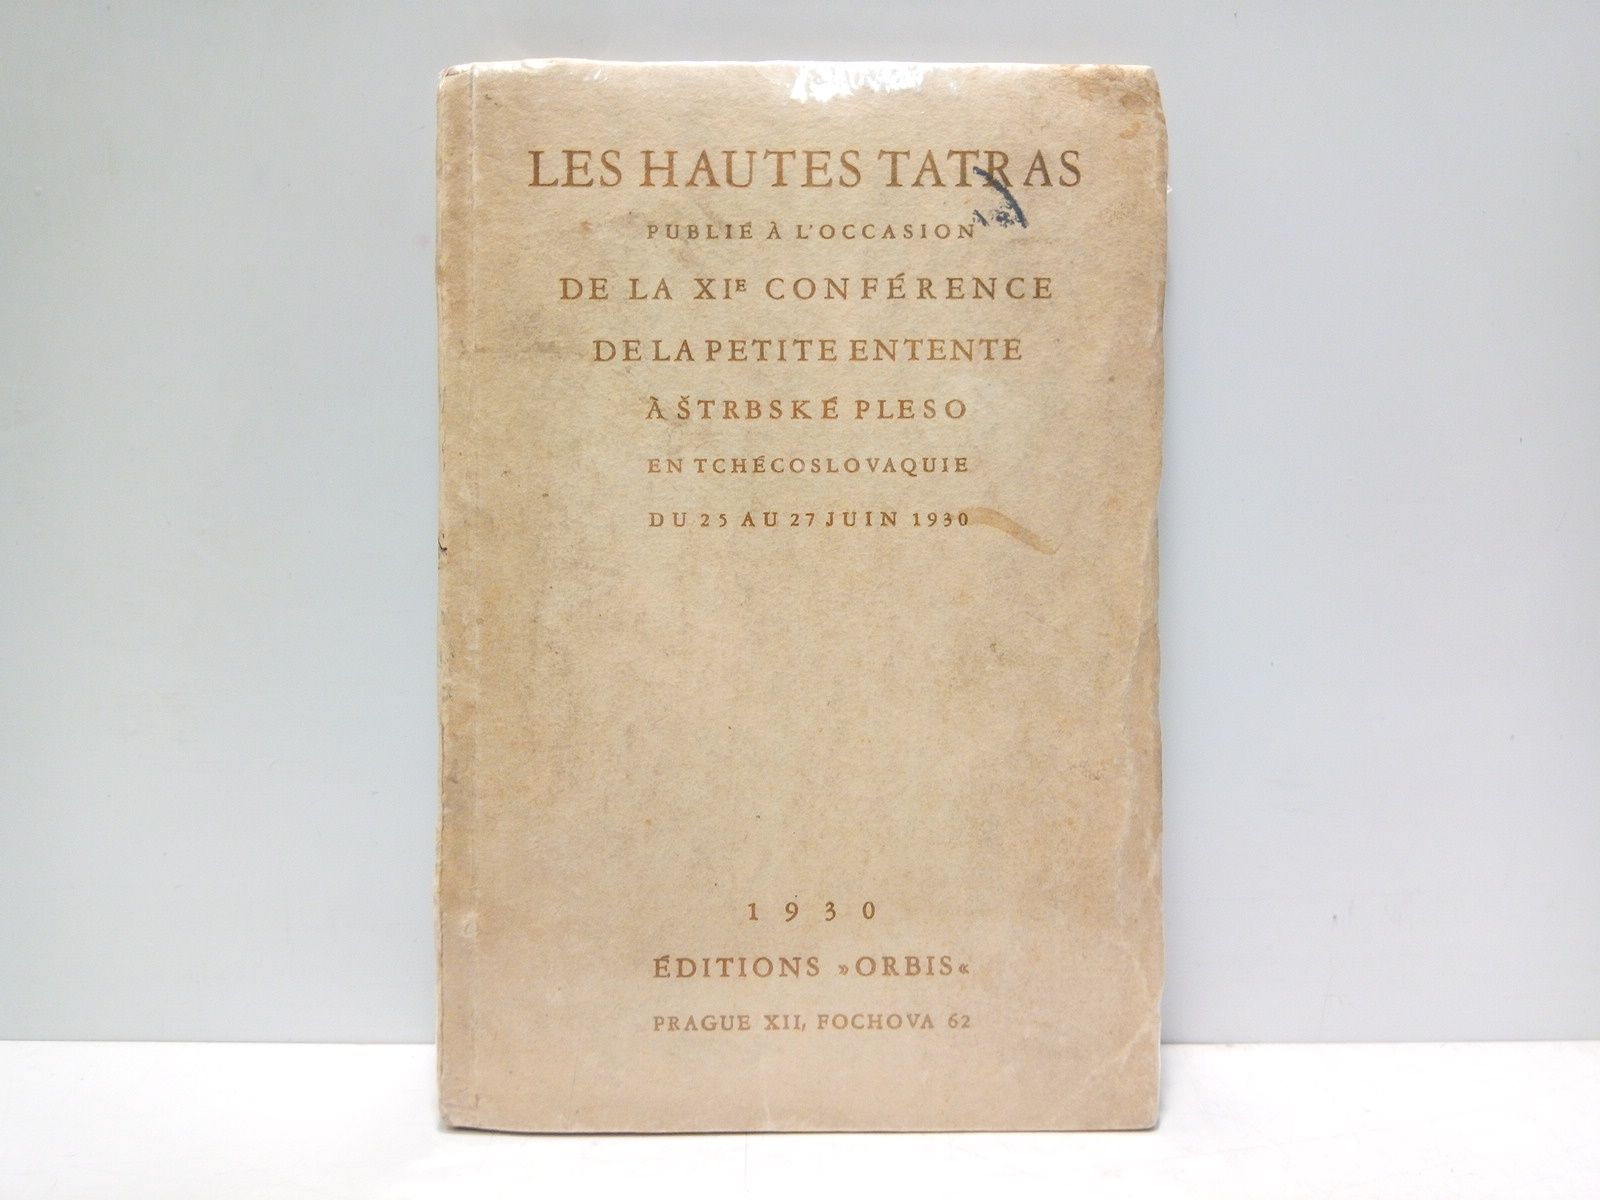 LES HAUTES TATRAS
PUBLIÉ À L'OCCASION
DE LA XIE CONFÉRENCE
DE LA PETITE ENTENTE
À ŠTRBSKÉ PLESO
EN TCHÉCOSLOVAQUIE
DU 25 AU 27 JUIN 1930
1930
ÉDITIONS »ORBIS«
PRAGUE XII, FOCHOVA 62